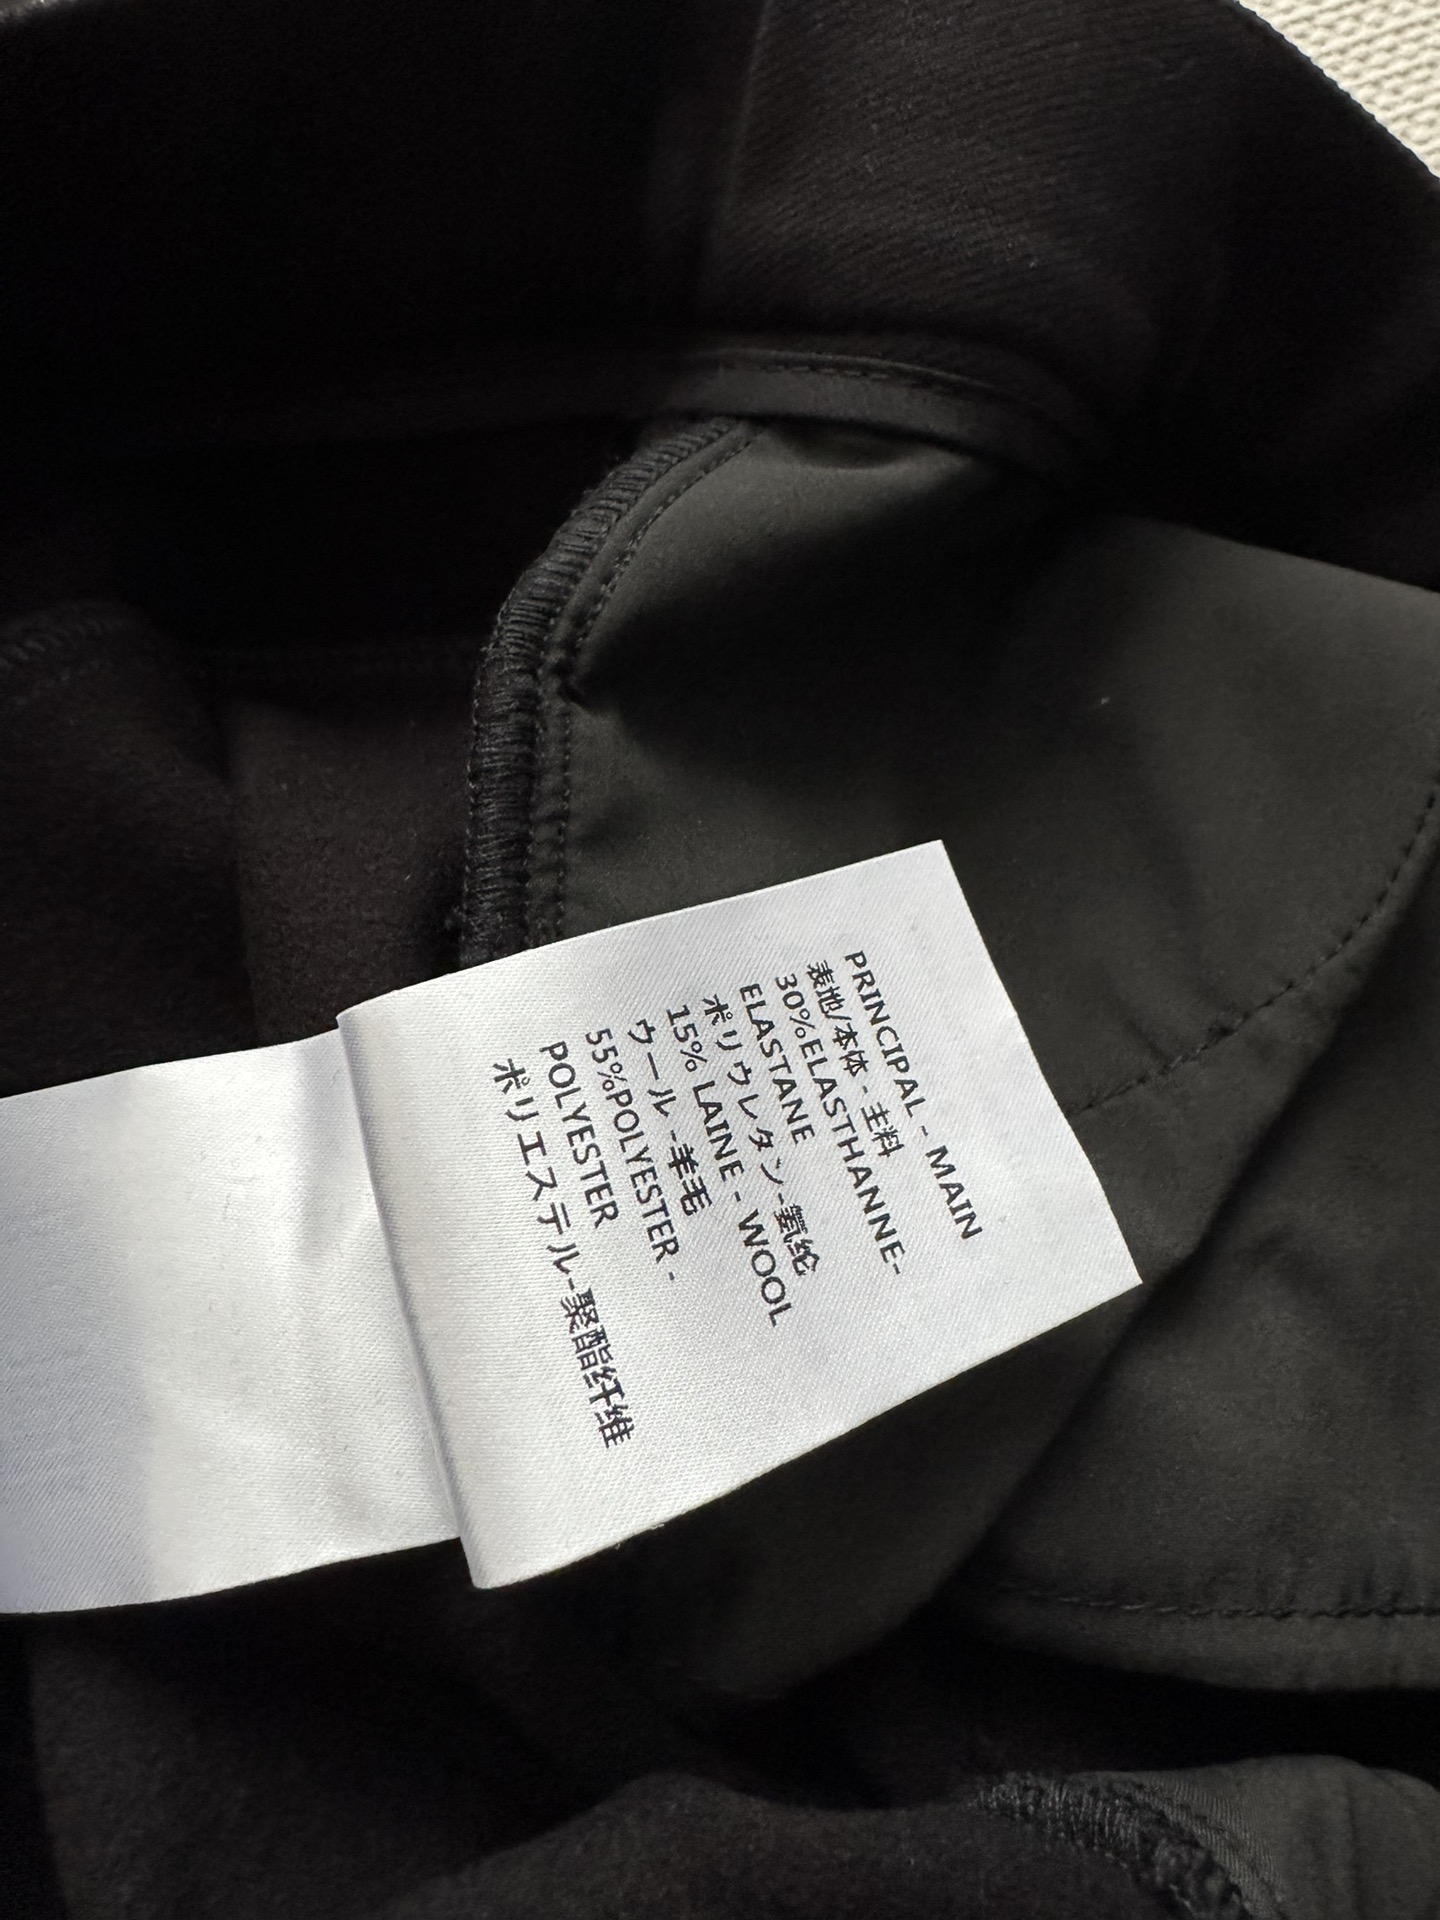 PRINCIPAL - MAIN
表地/本体 - 主料
30%ELASTHANNE-
ELASTANE
ポリウレタン-氨纶
15% LAINE - WOOL
ウール -羊毛
55%POLYESTER -
POLYESTER
ポリエステル-聚酯纤维